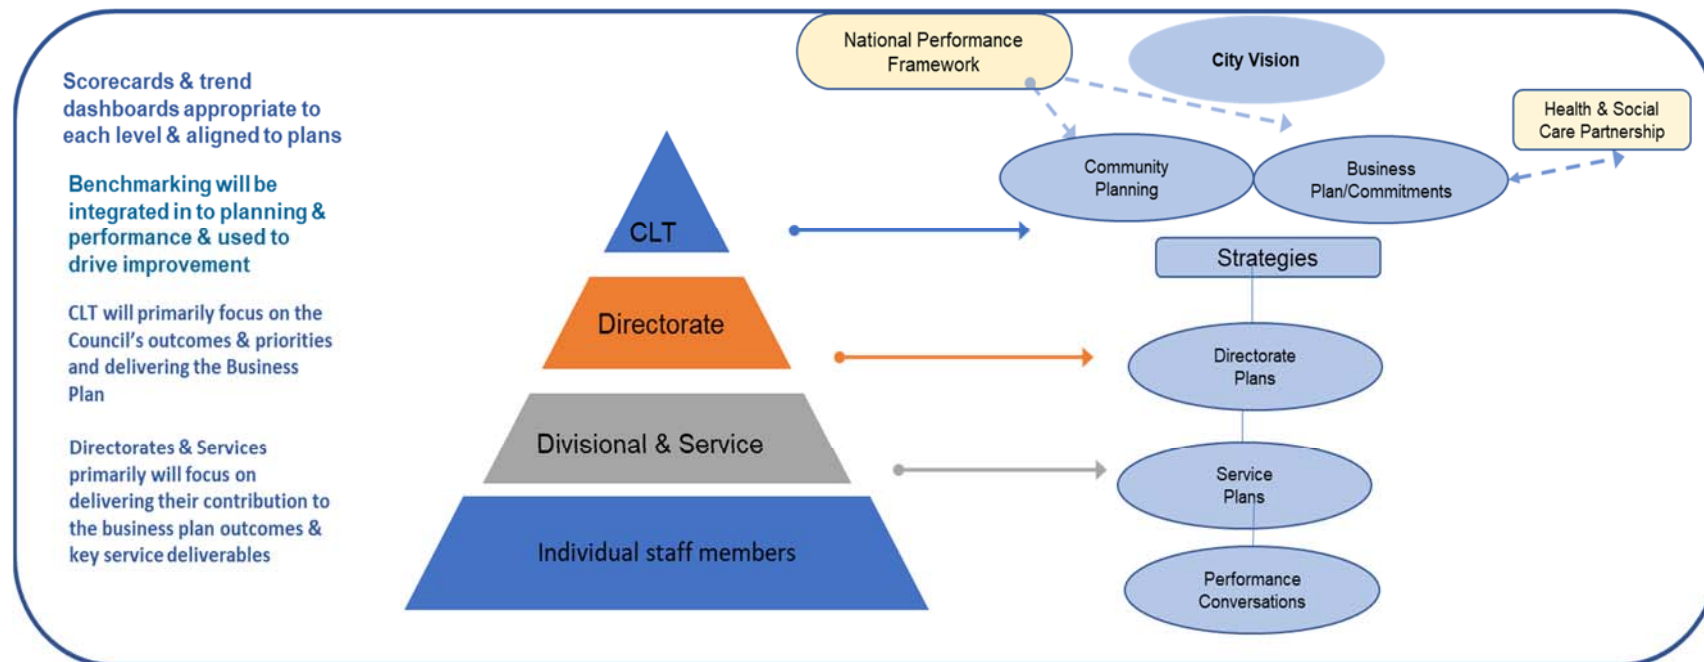 Scorecards & trend
dashboards appropriate to
each level & aligned to plans
Benchmarking will be
integrated in to planning &
performance & used to
drive improvement
CLT will primarily focus on the
Council's outcomes & priorities
and delivering the Business
Plan
Directorates & Services
primarily will focus on
delivering their contribution to
the business plan outcomes &
key service deliverables
CLT
Directorate
Divisional & Service
Individual staff members
National Performance
Framework
City Vision
Health & Social
Care Partnership
Community
Planning
Business
Plan/Commitments
Strategies
Directorate
Plans
Service
Plans
Performance
Conversations